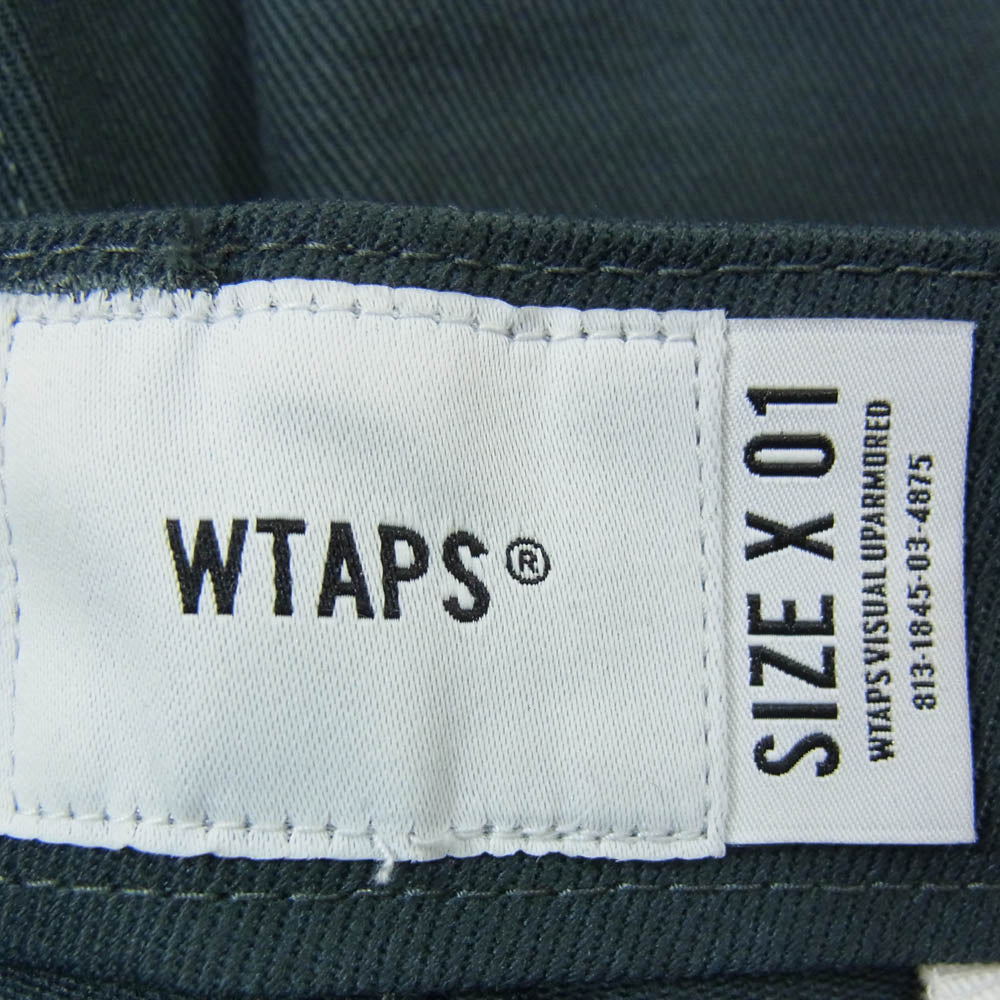 WTAPS®
SIZE X 01
WTAPS VISUAL UPARMORED
813-1845-03-4875